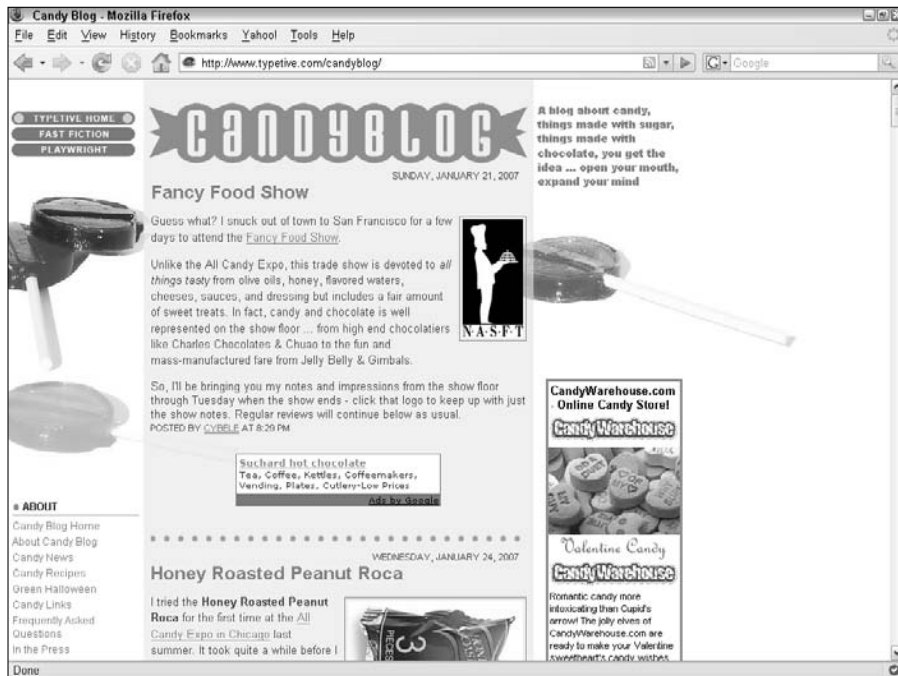 Candy Blog - Mozilla Firefox
File Edit View History Bookmarks Yahoo! Tools Help
http://www.typetive.com/candyblog/
G Google
TYPETIVE HOME
FAST FICTION
PLAYWRIGHT
CANDYBLOG
SUNDAY, JANUARY 21, 2007
Fancy Food Show
Guess what? I snuck out of town to San Francisco for a few
days to attend the Fancy Food Show.
Unlike the All Candy Expo, this trade show is devoted to all
things tasty from olive oils, honey, flavored waters,
cheeses, sauces, and dressing but includes a fair amount
of sweet treats. In fact, candy and chocolate is well
represented on the show floor ... from high end chocolatiers
like Charles Chocolates & Chuao to the fun and
mass-manufactured fare from Jelly Belly & Gimbals.
N·A·S·F·T
So, I'll be bringing you my notes and impressions from the show floor
through Tuesday when the show ends - click that logo to keep up with just
the show notes. Regular reviews will continue below as usual.
POSTED BY CYBELE AT 8:29 PM
Suchard hot chocolate
Tea, Coffee, Kettles, Coffeemakers,
Vending, Plates, Cutlery-Low Prices
Ads by Google
WEDNESDAY, JANUARY 24, 2007
Honey Roasted Peanut Roca
I tried the Honey Roasted Peanut
Roca for the first time at the All
Candy Expo in Chicago last
summer. It took quite a while before I
3
PIECES
A blog about candy,
things made with sugar,
things made with
chocolate, you get the
idea ... open your mouth,
expand your mind
CandyWarehouse.com
- Online Candy Store!
CandyWarehouse
Valentine Candy
CandyWarehouse
Romantic candy more
intoxicating than Cupid's
arrow! The jolly elves of
CandyWarehouse.com are
ready to make your Valentine
sweetheart's candy wishes
ABOUT
Candy Blog Home
About Candy Blog
Candy News
Candy Recipes
Green Halloween
Candy Links
Frequently Asked
Questions
In the Press
Done